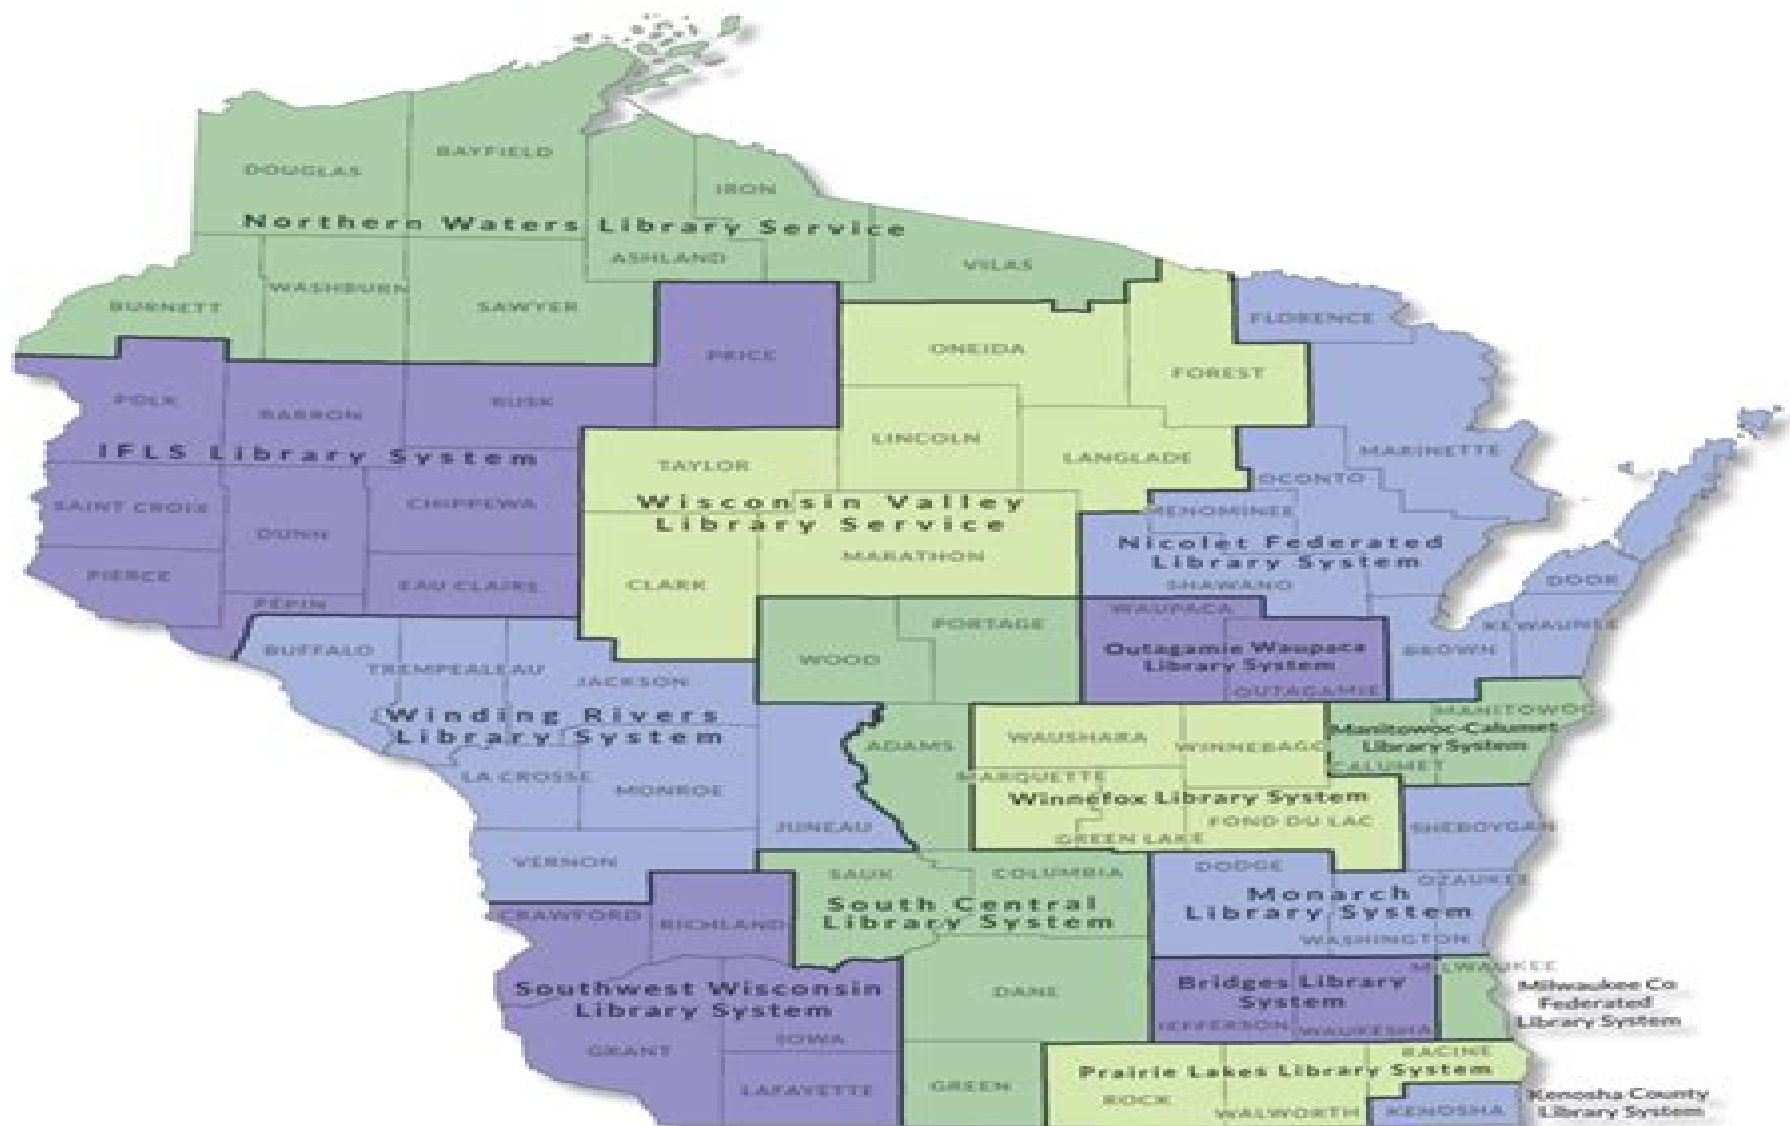 BAYFIELD
DOUGLAS
IRON
Northern Waters Library Service
ASHLAND
VILAS
WASHBURN
BURNETT
SAWYER
FLORENCE
PRICE
ONEIDA
FOREST
POLK
BARRON
RUSK
LINCOLN
MARINETTE
IFLS Library System
TAYLOR
LANGLADE
OCONTO
SAINT CROIX
CHIPPEWA
Wisconsin Valley
Library Service
MENOMINEE
DUNN
Nicolet Federated
Library System
MARATHON
PIERCE
EAU CLAIRE
CLARK
SHAWANO
DOOR
PEPIN
WAUPACA
PORTAGE
KEWAUNEE
BUFFALO
TREMPEALEAU
WOOD
Outagamie Waupaca
Library System
BROWN
JACKSON
OUTAGAMIE
Winding Rivers
Library System
MANITOWOC
Manitowoc-Calumet
Library System
CALUMET
ADAMS
WAUSHARA
WINNEBAGO
LA CROSSE
MONROE
MARQUETTE
Winnefox Library System
JUNEAU
GREEN LAKE
FOND DU LAC
SHEBOYGAN
VERNON
SAUK
COLUMBIA
DODGE
OZAUKEE
South Central
Library System
Monarch
Library System
CRAWFORD
RICHLAND
WASHINGTON
MILWAUKEE
Southwest Wisconsin
Library System
DANE
Bridges Library
System
Milwaukee Co
Federated
Library System
JEFFERSON
WAUKESHA
IOWA
GRANT
RACINE
Prairie Lakes Library System
LAFAYETTE
GREEN
ROCK
WALWORTH
KENOSHA
Kenosha County
Library System